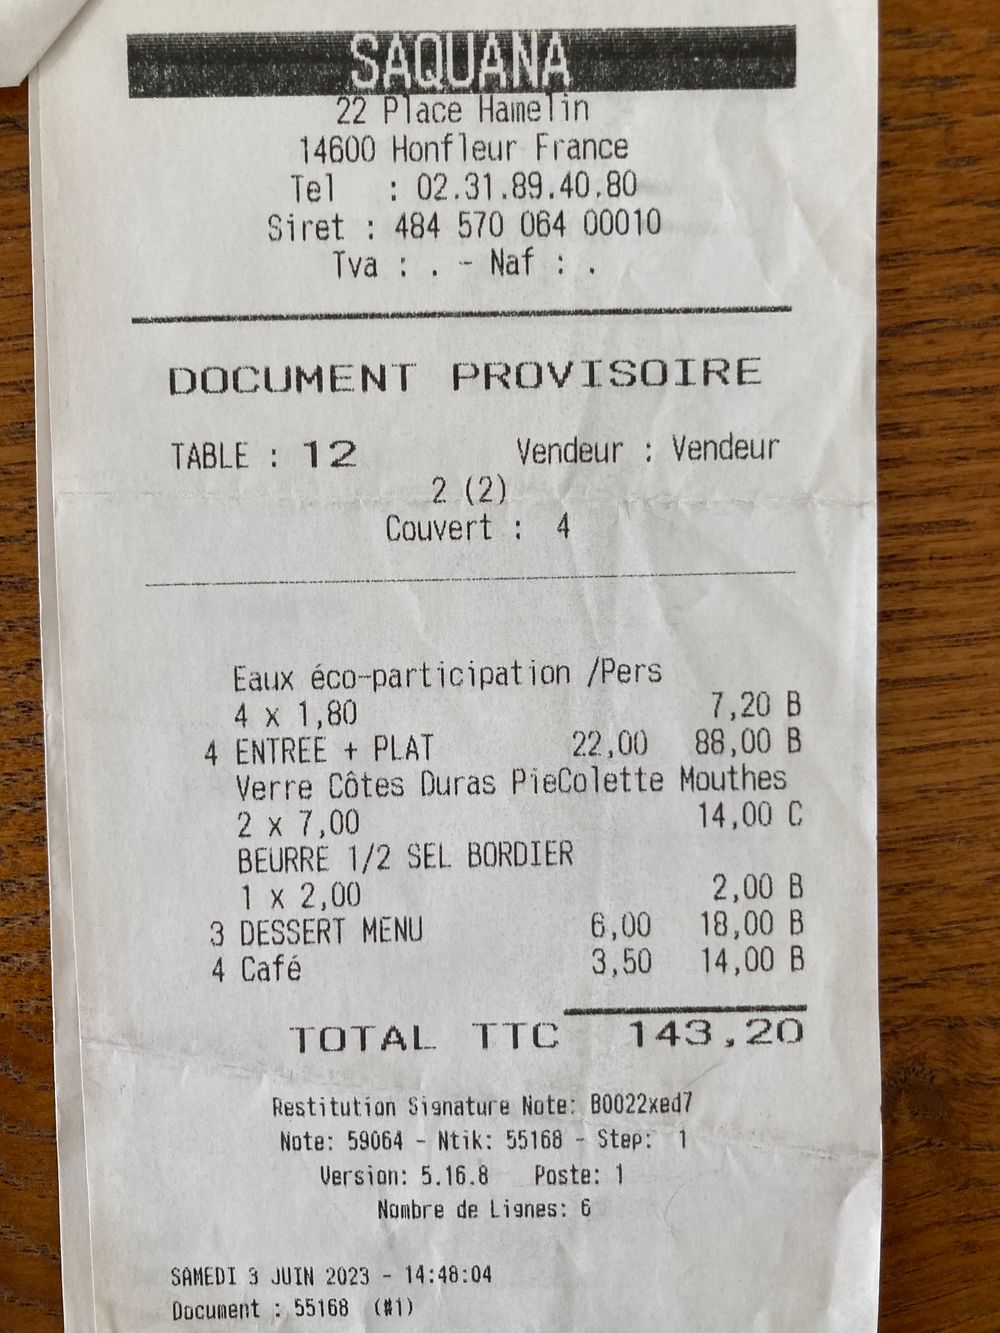 SAQUANA
22 Place Hamelin
14600 Honfleur France
Tel : 02.31.89.40.80
Siret : 484 570 064 00010
Tva : . - Naf : .
DOCUMENT PROVISOIRE
TABLE : 12 Vendeur : Vendeur
2 (2)
Couvert : 4
Eaux éco-participation /Pers
4 x 1,80 7,20 B
4 ENTREE + PLAT 22,00 88,00 B
Verre Côtes Duras PieColette Mouthes
2 x 7,00 14,00 C
BEURRE 1/2 SEL BORDIER
1 x 2,00 2,00 B
3 DESSERT MENU 6,00 18,00 B
4 Café 3,50 14,00 B
TOTAL TTC 143,20
Restitution Signature Note: B0022xed7
Note: 59064 - Ntik: 55168 - Step: 1
Version: 5.16.8 Poste: 1
Nombre de Lignes: 6
SAMEDI 3 JUIN 2023 - 14:48:04
Document : 55168 (#1)